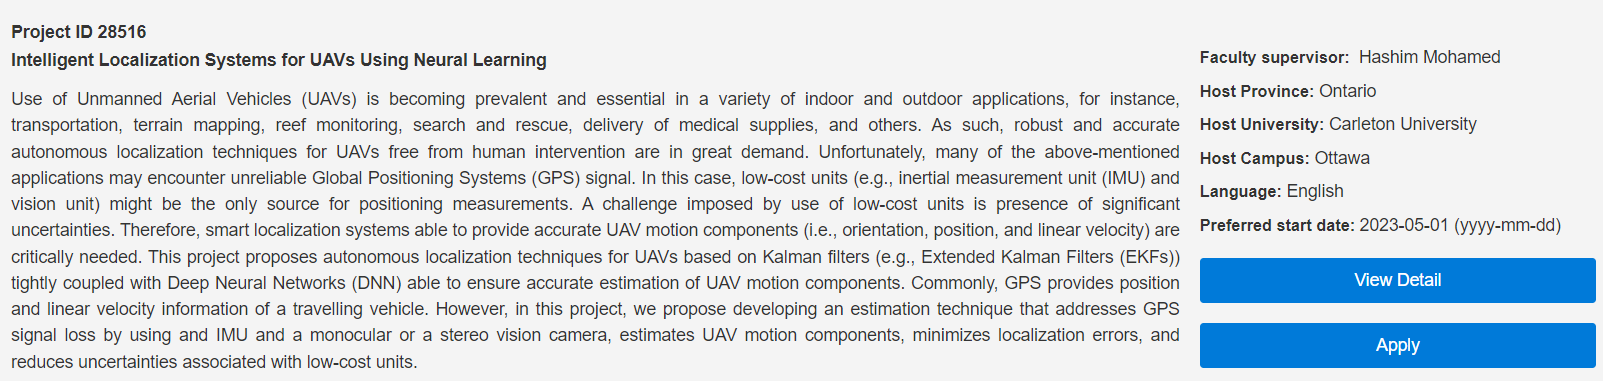 Project ID 28516
Intelligent Localization Systems for UAVs Using Neural Learning
Use of Unmanned Aerial Vehicles (UAVs) is becoming prevalent and essential in a variety of indoor and outdoor applications, for instance,
transportation, terrain mapping, reef monitoring, search and rescue, delivery of medical supplies, and others. As such, robust and accurate
autonomous localization techniques for UAVs free from human intervention are in great demand. Unfortunately, many of the above-mentioned
applications may encounter unreliable Global Positioning Systems (GPS) signal. In this case, low-cost units (e.g., inertial measurement unit (IMU) and
vision unit) might be the only source for positioning measurements. A challenge imposed by use of low-cost units is presence of significant
uncertainties. Therefore, smart localization systems able to provide accurate UAV motion components (i.e., orientation, position, and linear velocity) are
critically needed. This project proposes autonomous localization techniques for UAVs based on Kalman filters (e.g., Extended Kalman Filters (EKFs))
tightly coupled with Deep Neural Networks (DNN) able to ensure accurate estimation of UAV motion components. Commonly, GPS provides position
and linear velocity information of a travelling vehicle. However, in this project, we propose developing an estimation technique that addresses GPS
signal loss by using and IMU and a monocular or a stereo vision camera, estimates UAV motion components, minimizes localization errors, and
reduces uncertainties associated with low-cost units.
Faculty supervisor: Hashim Mohamed
Host Province: Ontario
Host University: Carleton University
Host Campus: Ottawa
Language: English
Preferred start date: 2023-05-01 (yyyy-mm-dd)
View Detail
Apply